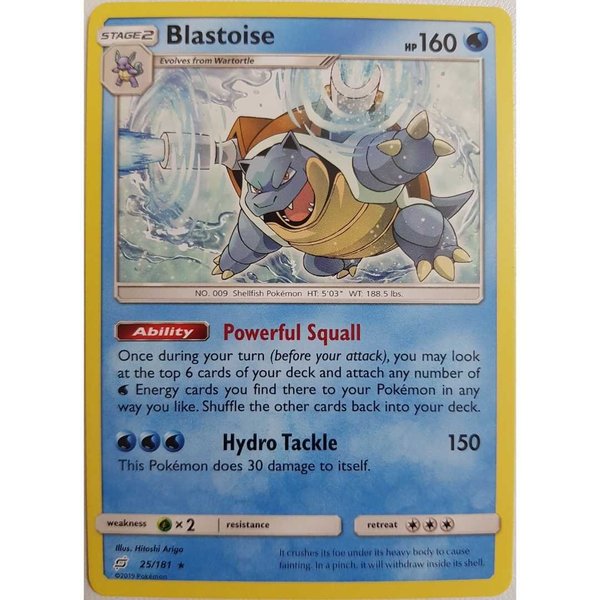 STAGE2 Blastoise HP160
Evolves from Wartortle
NO. 009 Shellfish Pokémon HT: 5'03" WT: 188.5 lbs.
Ability Powerful Squall
Once during your turn (before your attack), you may look
at the top 6 cards of your deck and attach any number of
Energy cards you find there to your Pokémon in any
way you like. Shuffle the other cards back into your deck.
Hydro Tackle 150
This Pokémon does 30 damage to itself.
weakness ×2 resistance retreat
Illus. Hitoshi Ariga
25/181 ★
©2019 Pokémon
It crushes its foe under its heavy body to cause
fainting. In a pinch, it will withdraw inside its shell.